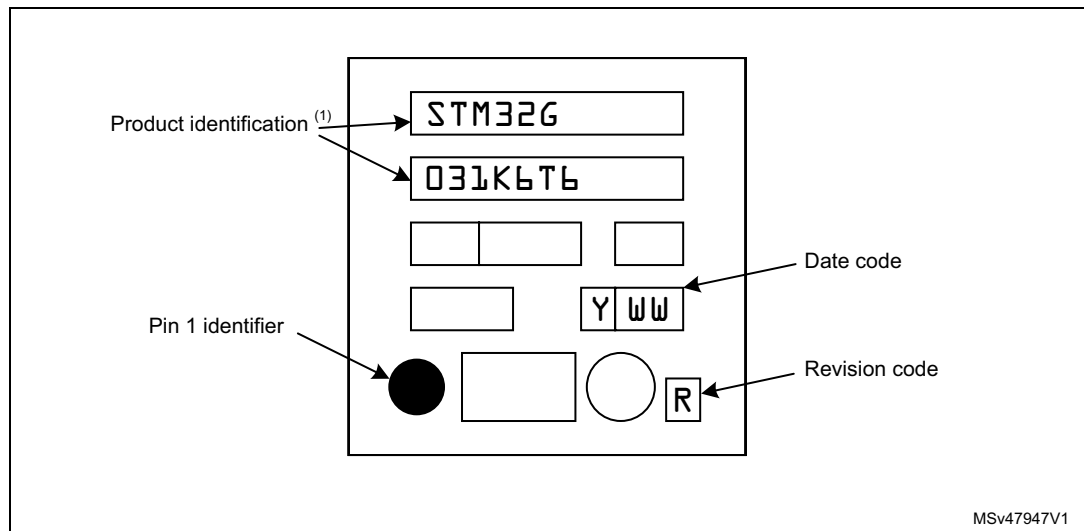 STM32G
Product identification (1)
031K6T6
Date code
Y WW
Pin 1 identifier
Revision code
R
MSv47947V1